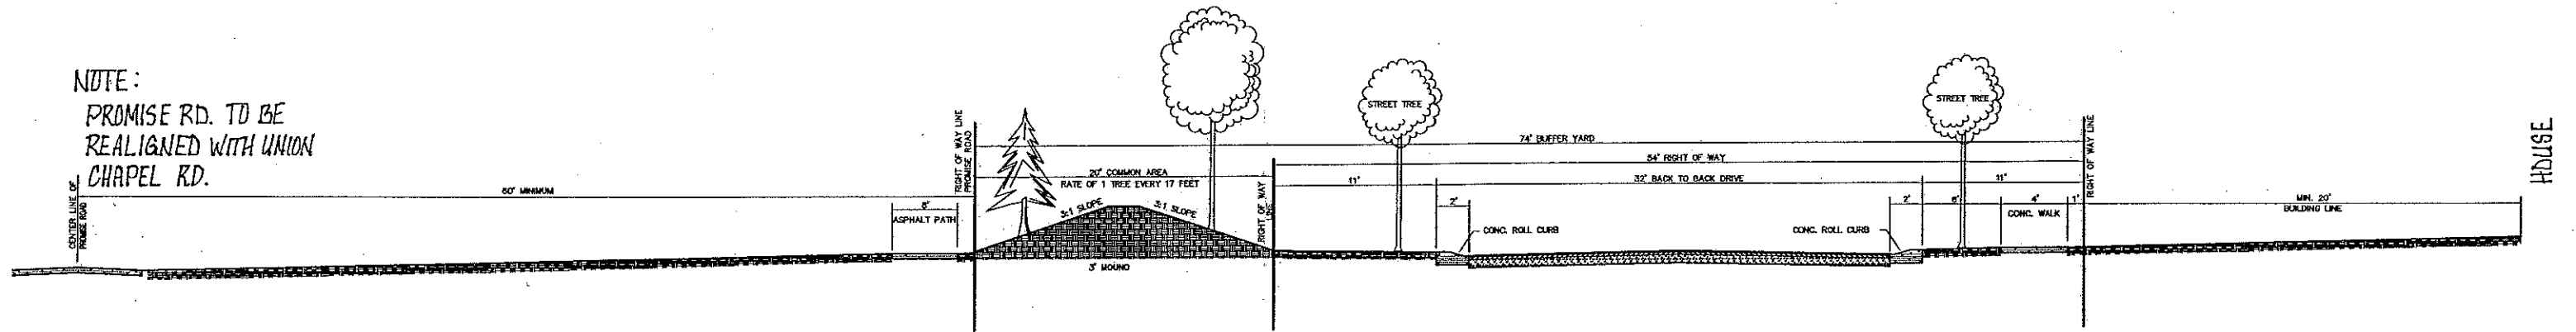 NOTE:
PROMISE RD. TO BE
REALIGNED WITH UNION
CHAPEL RD.
CENTER LINE OF
PROMISE ROAD
60' MINIMUM
8'
ASPHALT PATH
RIGHT OF WAY LINE
PROMISE ROAD
20' COMMON AREA
RATE OF 1 TREE EVERY 17 FEET
3:1 SLOPE
3:1 SLOPE
3' MOUND
RIGHT OF WAY
LINE
STREET TREE
STREET TREE
74' BUFFER YARD
54' RIGHT OF WAY
11'
32' BACK TO BACK DRIVE
11'
2'
CONC. ROLL CURB
CONC. ROLL CURB
2'
6'
4'
CONC. WALK
1'
RIGHT OF WAY LINE
MIN. 20'
BUILDING LINE
HOUSE